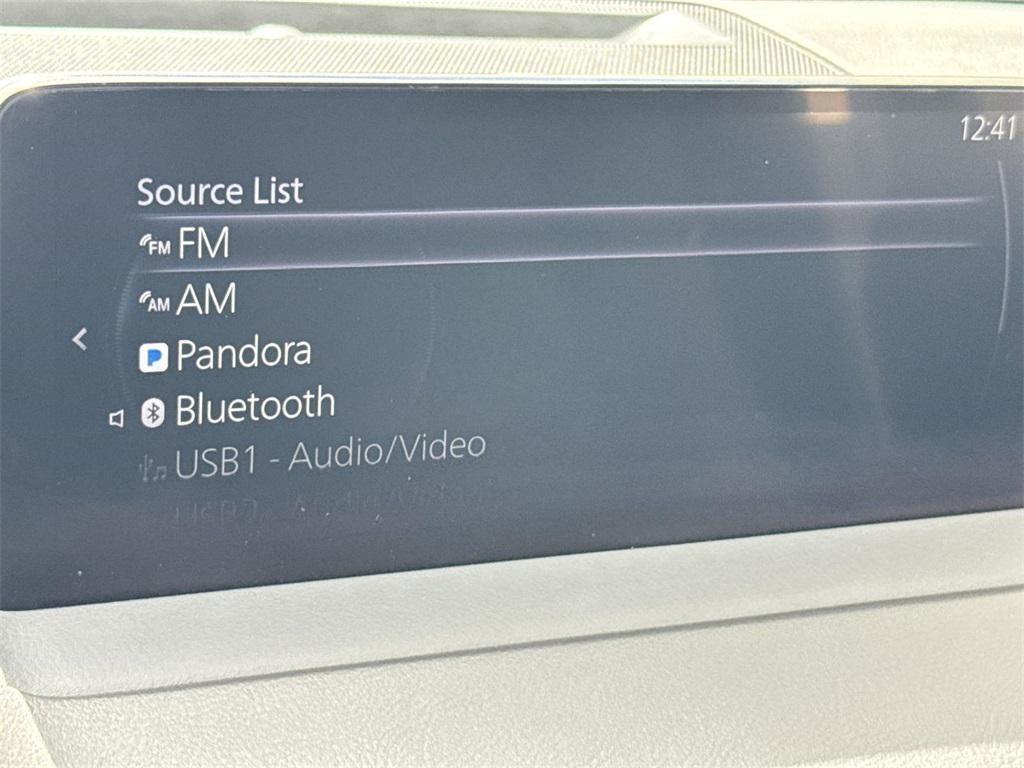 12:41
Source List
FM FM
AM AM
P Pandora
Bluetooth
USB1 - Audio/Video